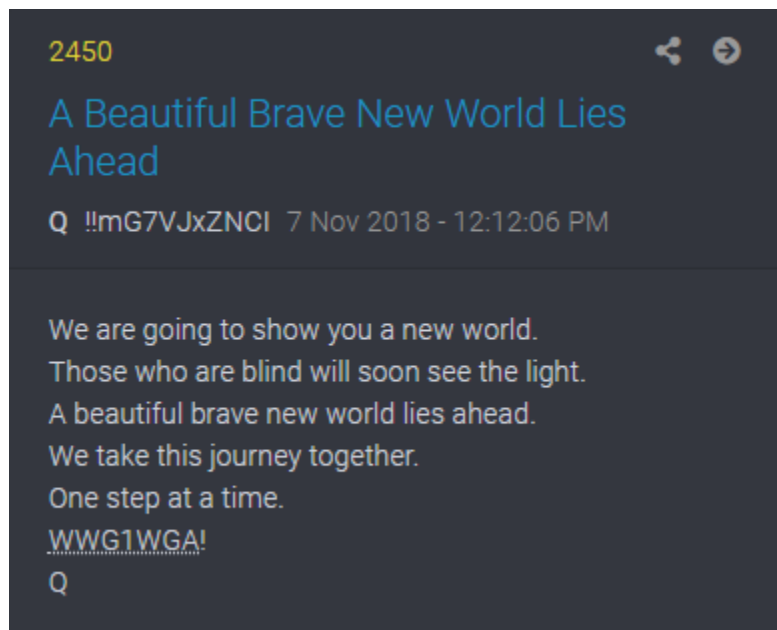 2450
A Beautiful Brave New World Lies
Ahead
Q !!mG7VJxZNCI 7 Nov 2018 - 12:12:06 PM
We are going to show you a new world.
Those who are blind will soon see the light.
A beautiful brave new world lies ahead.
We take this journey together.
One step at a time.
WWG1WGA!
Q